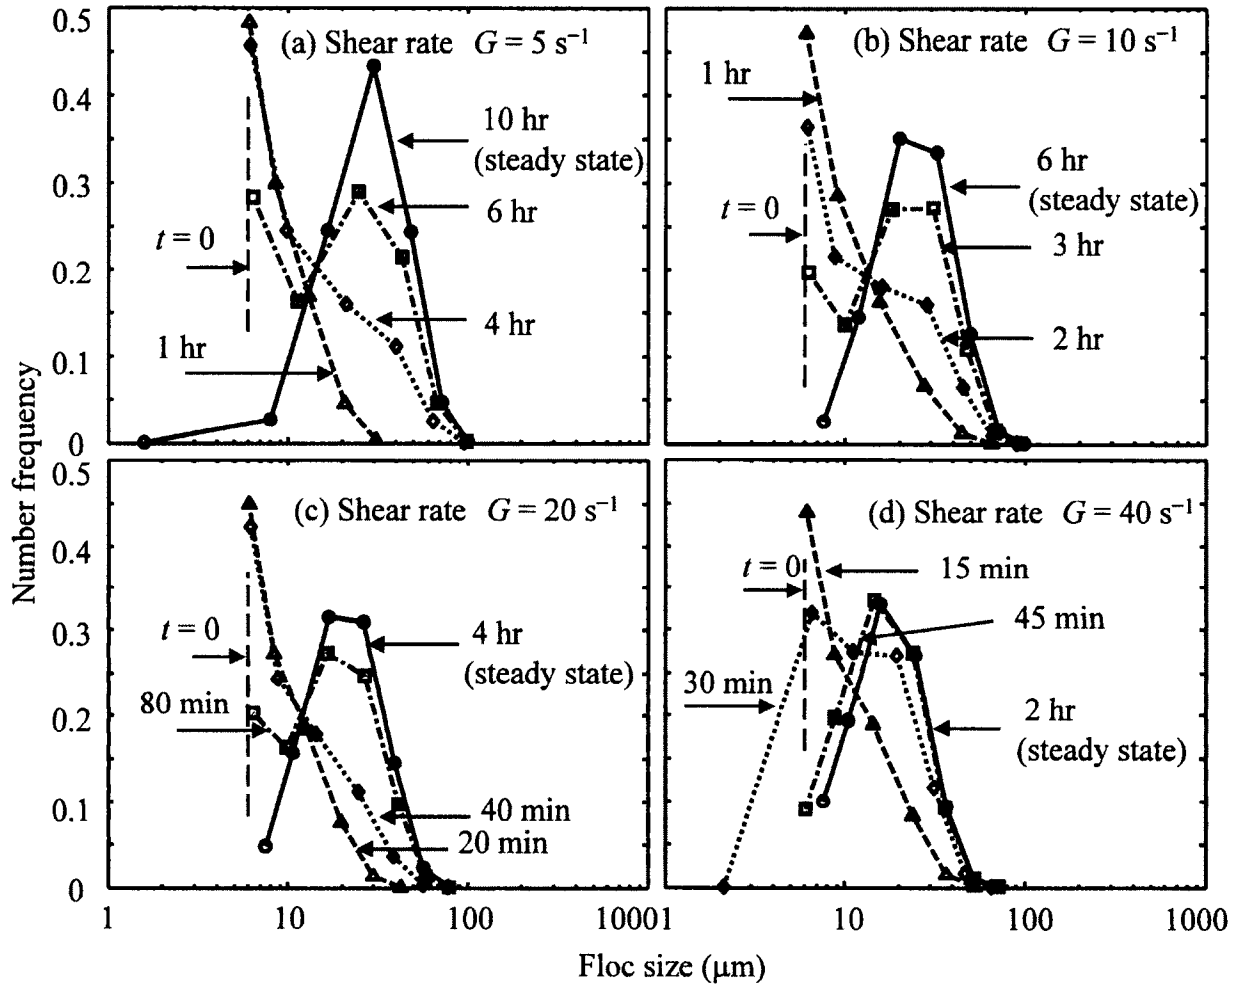 0.5
0.4
0.3
0.2
0.1
0
(a) Shear rate G = 5 s⁻¹
10 hr
(steady state)
6 hr
t = 0
4 hr
1 hr
(b) Shear rate G = 10 s⁻¹
1 hr
6 hr
(steady state)
t = 0
3 hr
2 hr
Number frequency
0.5
0.4
0.3
0.2
0.1
0
(c) Shear rate G = 20 s⁻¹
t = 0
4 hr
(steady state)
80 min
40 min
20 min
(d) Shear rate G = 40 s⁻¹
t = 0
15 min
45 min
30 min
2 hr
(steady state)
1 10 100 1000 1 10 100 1000
Floc size (μm)